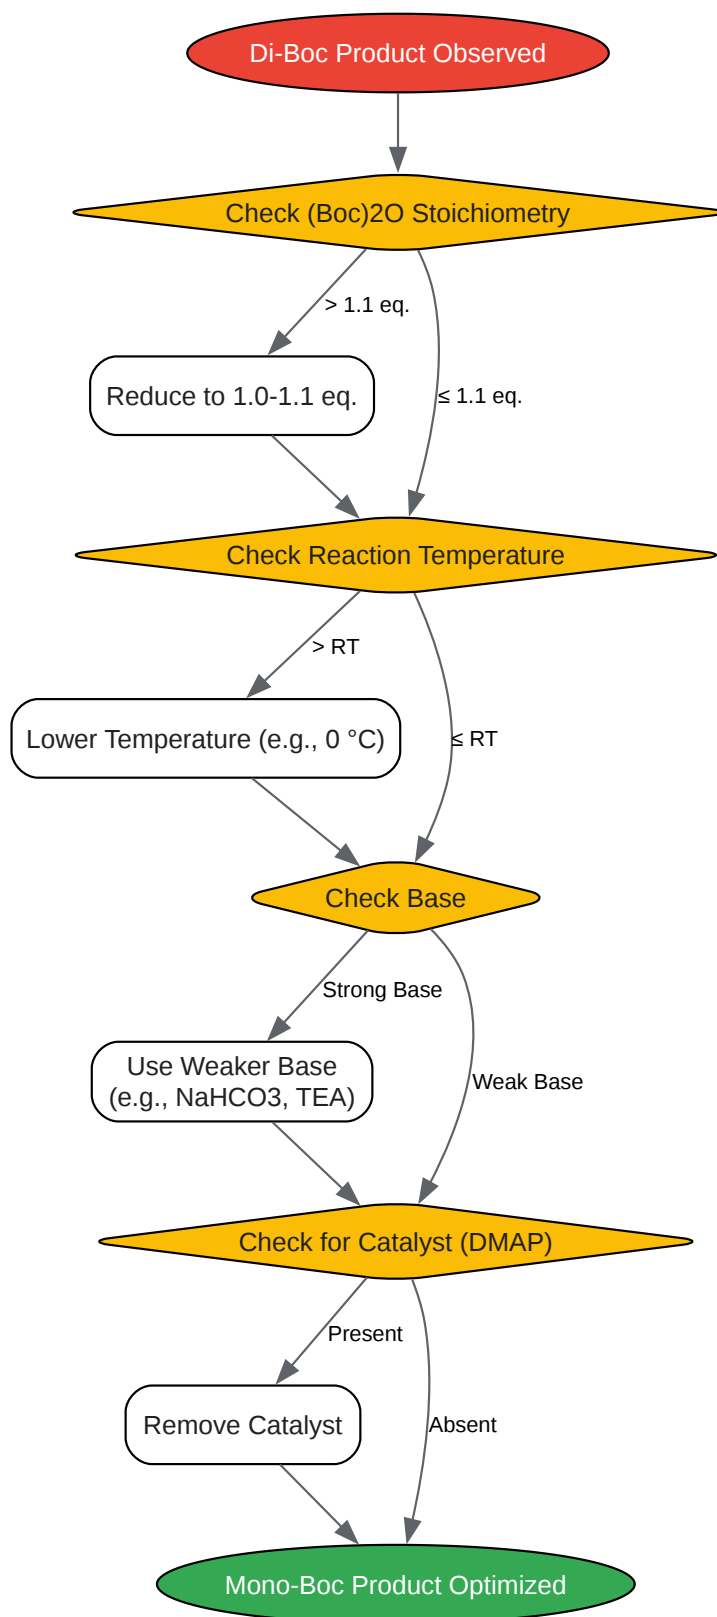 Di-Boc Product Observed
Check (Boc)2O Stoichiometry
> 1.1 eq.
Reduce to 1.0-1.1 eq.
≤ 1.1 eq.
Check Reaction Temperature
> RT
Lower Temperature (e.g., 0 °C)
≤ RT
Check Base
Strong Base
Use Weaker Base
(e.g., NaHCO3, TEA)
Weak Base
Check for Catalyst (DMAP)
Present
Remove Catalyst
Absent
Mono-Boc Product Optimized